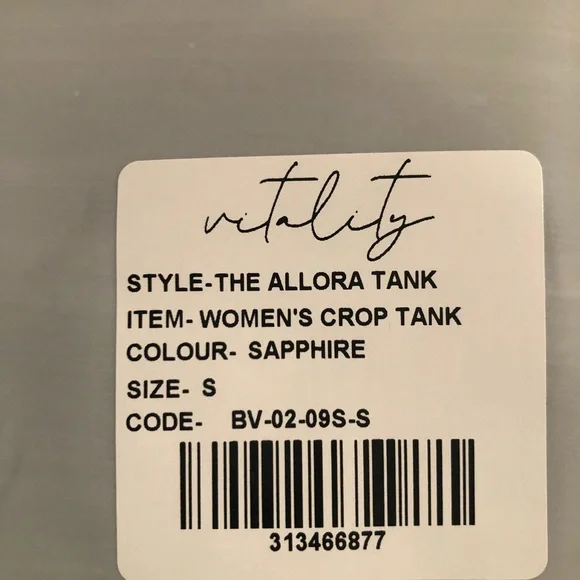 vitality
STYLE-THE ALLORA TANK
ITEM- WOMEN'S CROP TANK
COLOUR- SAPPHIRE
SIZE- S
CODE- BV-02-09S-S
313466877